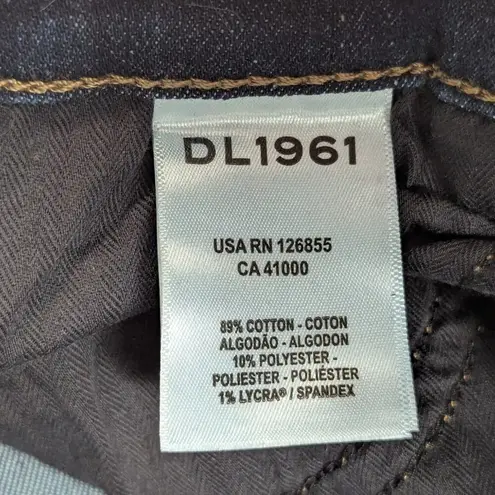 DL1961
USA RN 126855
CA 41000
89% COTTON - COTON
ALGODÃO - ALGODON
10% POLYESTER -
POLIESTER - POLIÉSTER
1% LYCRA® / SPANDEX